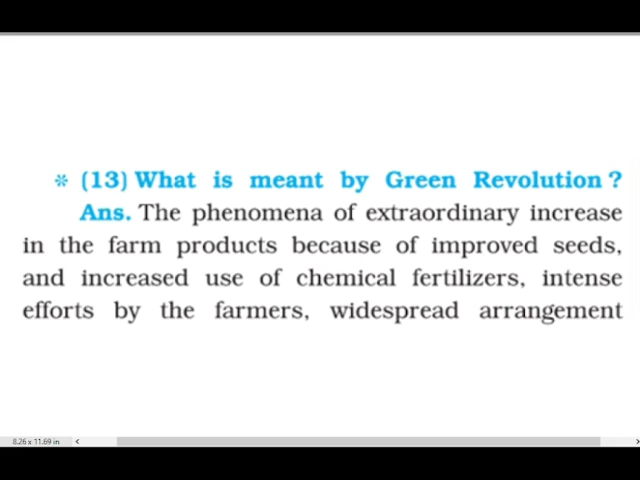 * (13) What is meant by Green Revolution ?
Ans. The phenomena of extraordinary increase
in the farm products because of improved seeds,
and increased use of chemical fertilizers, intense
efforts by the farmers, widespread arrangement
8.26 x 11.69 in